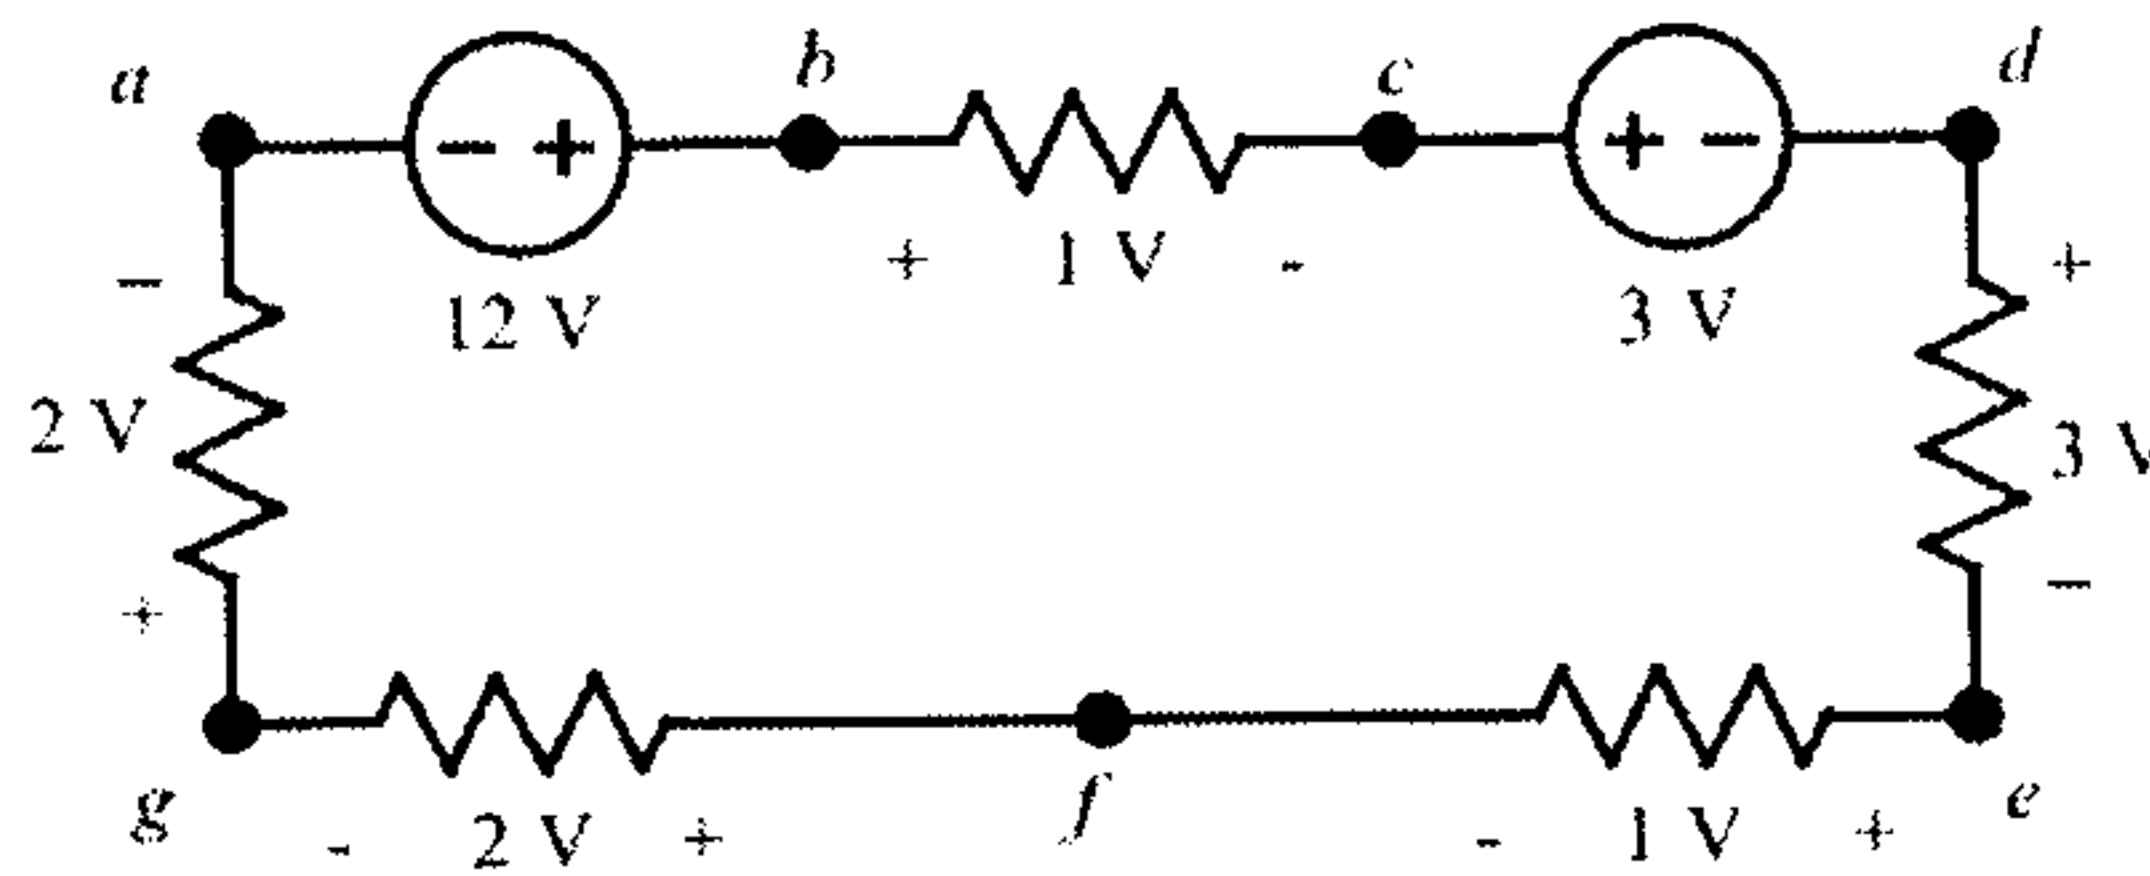 a b c d
- + + -
+ 1 V - +
- 12 V 3 V
2 V 3 V
+ -
g f e
- 2 V + - 1 V +